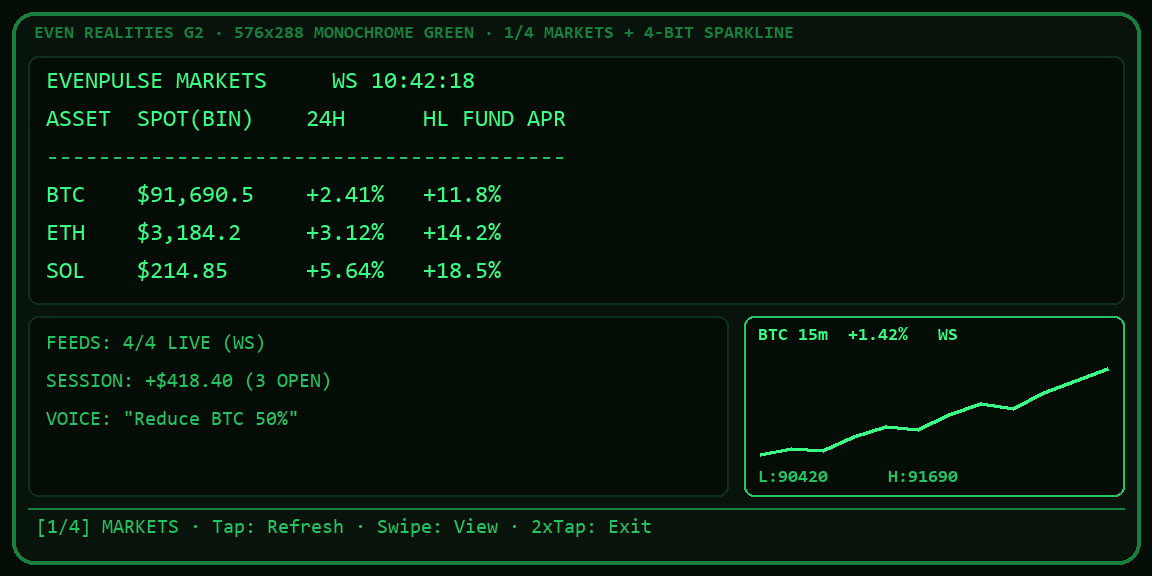 EVEN REALITIES G2 · 576x288 MONOCHROME GREEN · 1/4 MARKETS + 4-BIT SPARKLINE
EVENPULSE MARKETS     WS 10:42:18
ASSET  SPOT(BIN)    24H      HL FUND APR
----------------------------------------
BTC    $91,690.5    +2.41%   +11.8%
ETH    $3,184.2     +3.12%   +14.2%
SOL    $214.85      +5.64%   +18.5%
FEEDS: 4/4 LIVE (WS)
SESSION: +$418.40 (3 OPEN)
VOICE: "Reduce BTC 50%"
BTC 15m  +1.42%   WS
L:90420      H:91690
[1/4] MARKETS · Tap: Refresh · Swipe: View · 2xTap: Exit